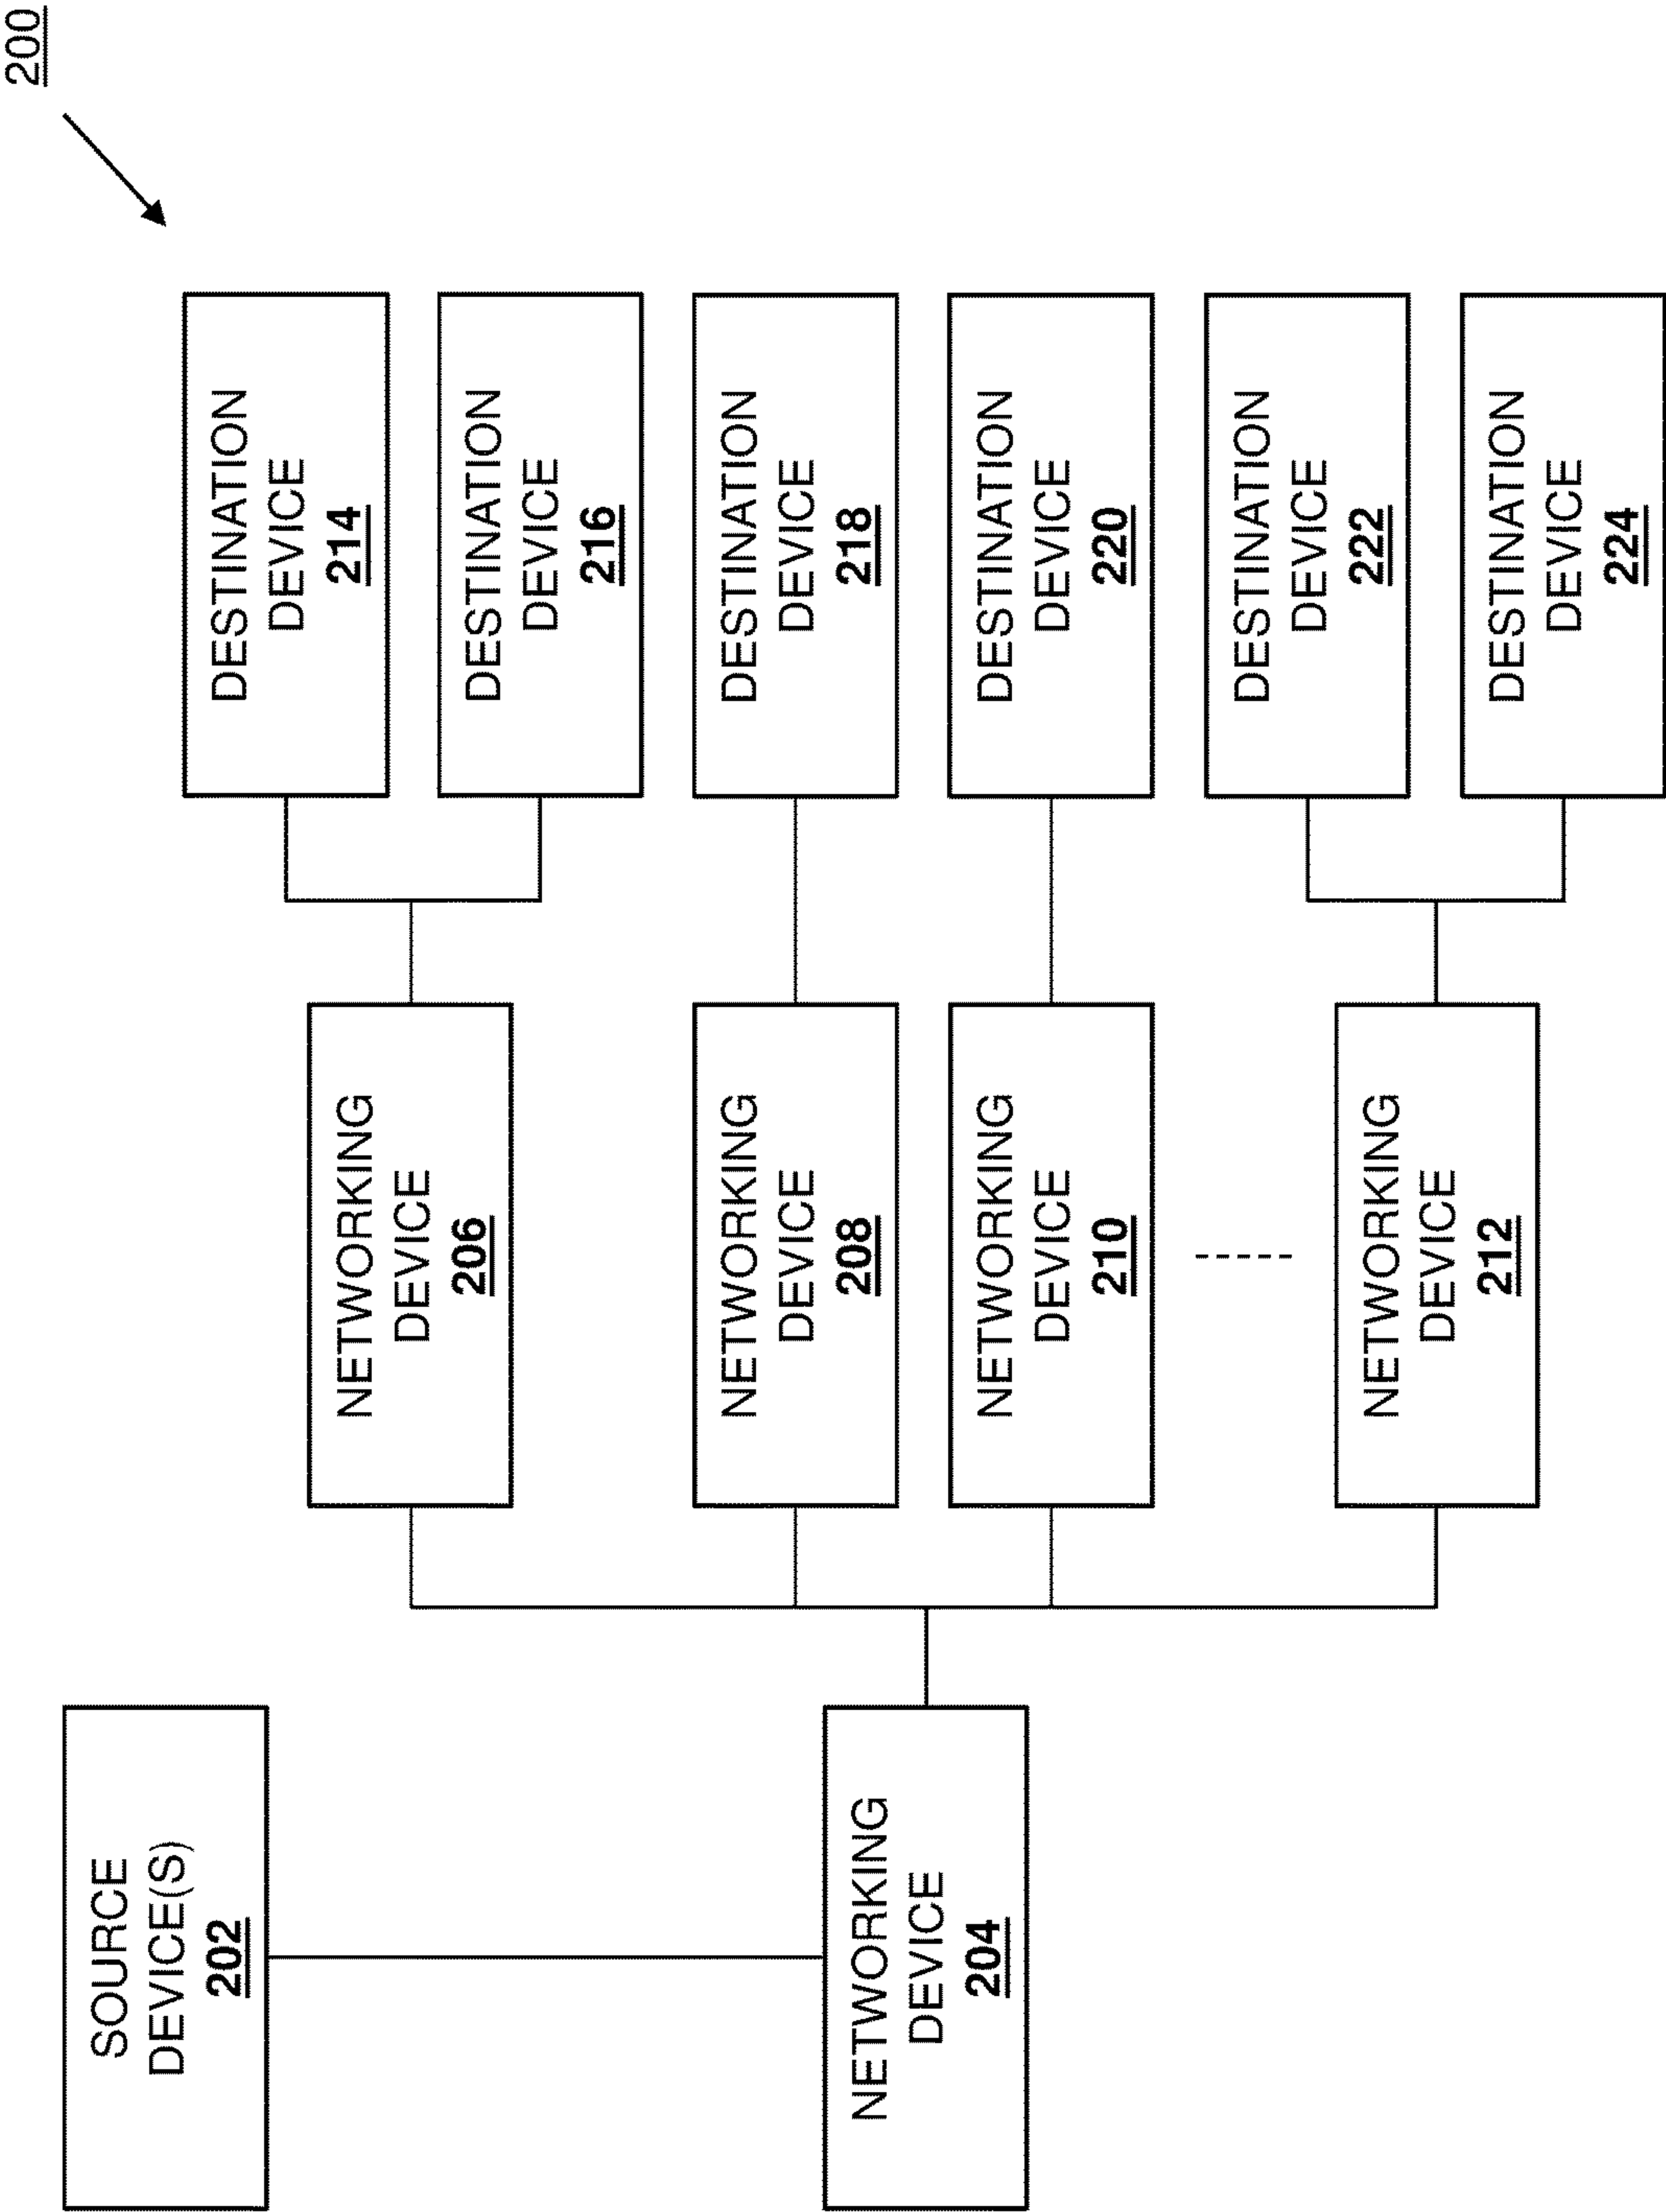 200
SOURCE
DEVICE(S)
202
NETWORKING
DEVICE
204
NETWORKING
DEVICE
206
NETWORKING
DEVICE
208
NETWORKING
DEVICE
210
NETWORKING
DEVICE
212
DESTINATION
DEVICE
214
DESTINATION
DEVICE
216
DESTINATION
DEVICE
218
DESTINATION
DEVICE
220
DESTINATION
DEVICE
222
DESTINATION
DEVICE
224